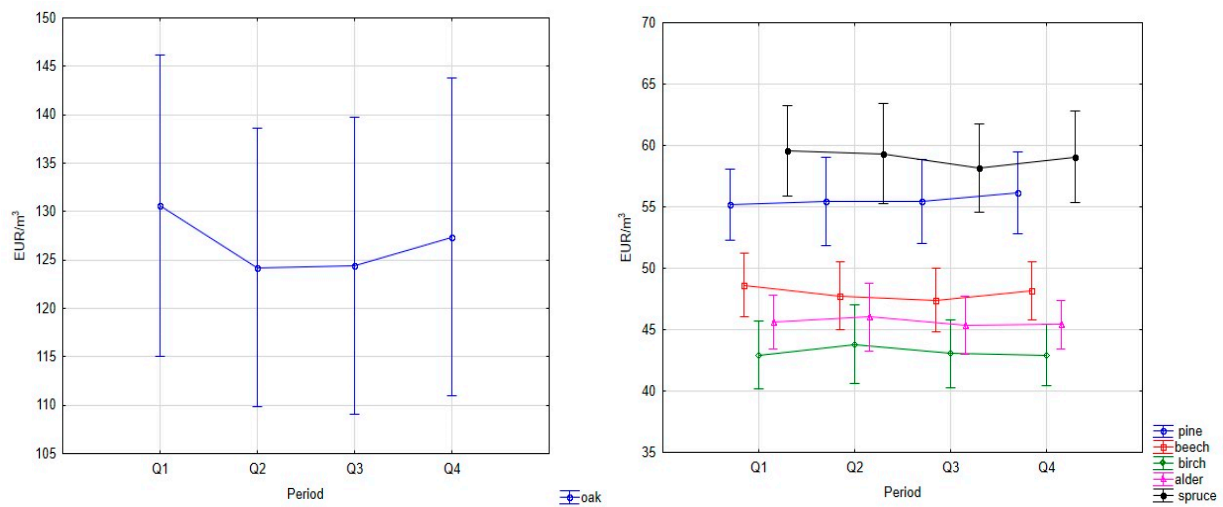 150
145
140
135
130
125
120
115
110
105
EUR/m³
Q1 Q2 Q3 Q4
Period
oak
70
65
60
55
50
45
40
35
EUR/m³
Q1 Q2 Q3 Q4
Period
pine
beech
birch
alder
spruce